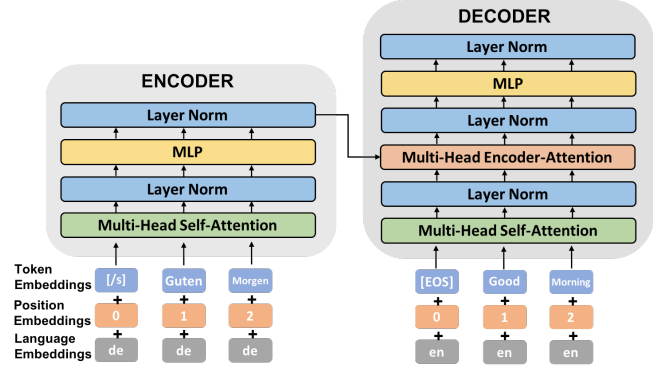 DECODER
Layer Norm
MLP
Layer Norm
Multi-Head Encoder-Attention
Layer Norm
Multi-Head Self-Attention
ENCODER
Layer Norm
MLP
Layer Norm
Multi-Head Self-Attention
Token Embeddings
[/s] Guten Morgen
[EOS] Good Morning
+ + + + + +
Position Embeddings
0 1 2
0 1 2
+ + + + + +
Language Embeddings
de de de
en en en